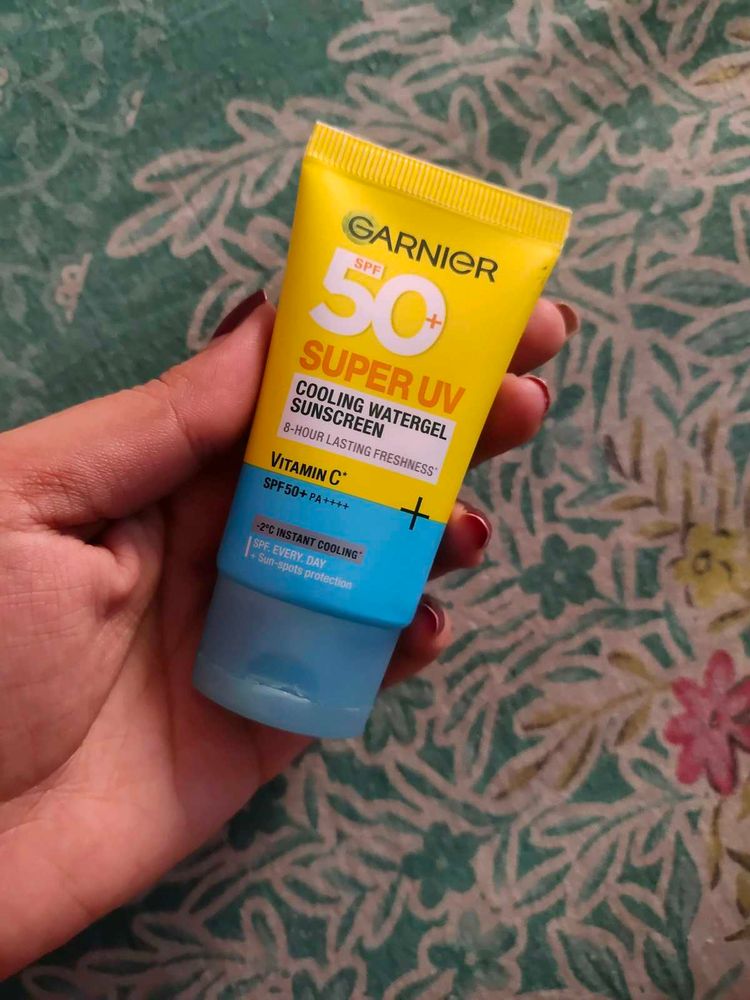 GARNIER
SPF
50+
SUPER UV
COOLING WATERGEL
SUNSCREEN
8-HOUR LASTING FRESHNESS*
VITAMIN C*
SPF50+ PA++++
+
-2°C INSTANT COOLING*
SPF. EVERY. DAY
+ Sun-spots protection